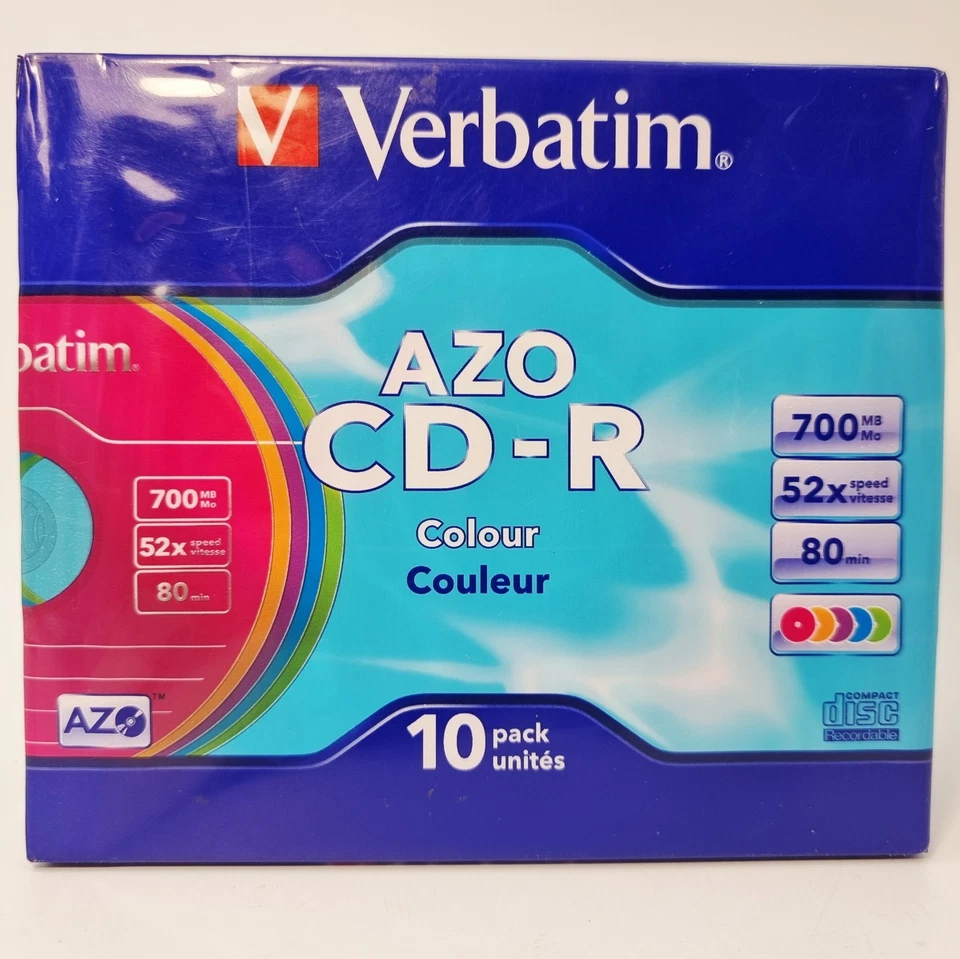 V Verbatim®
batim®
AZO
CD-R
Colour
Couleur
700 MB
Mo
52x speed
vitesse
80 min
700 MB
Mo
52x speed
vitesse
80 min
AZO™
COMPACT
disc
Recordable
10 pack
unités